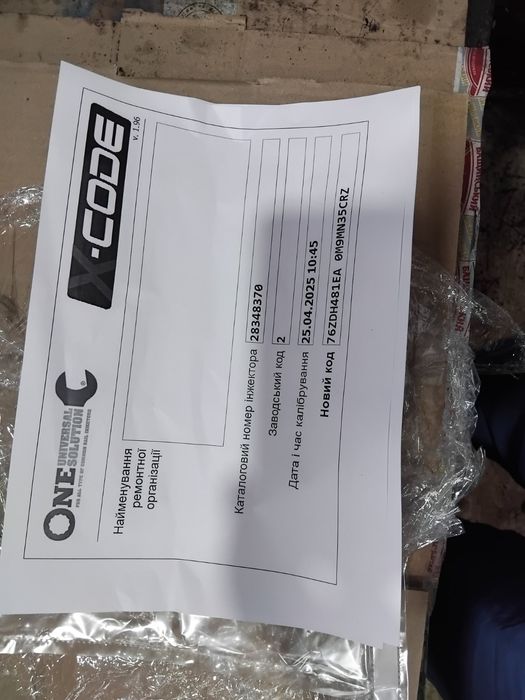 ONE UNIVERSAL
SOLUTION ®
FOR ALL TYPE OF COMMON RAIL INJECTORS
X-CODE
v. 1.96
Найменування
ремонтної
організації
Каталоговий номер інжектора 28348370
Заводський код 2
Дата і час калібрування 25.04.2025 10:45
Новий код 76ZDH481EA 0M9MN35CRZ